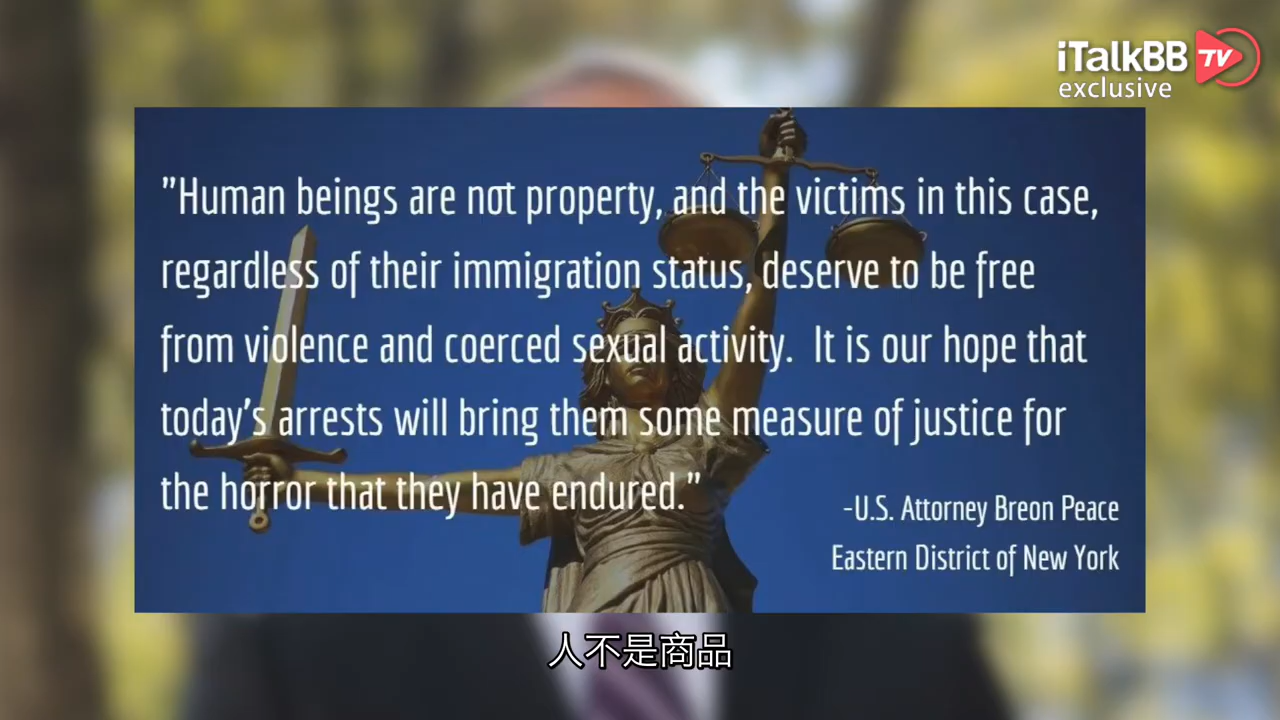 iTalkBB TV
exclusive
"Human beings are not property, and the victims in this case,
regardless of their immigration status, deserve to be free
from violence and coerced sexual activity.  It is our hope that
today's arrests will bring them some measure of justice for
the horror that they have endured."
-U.S. Attorney Breon Peace
Eastern District of New York
人不是商品